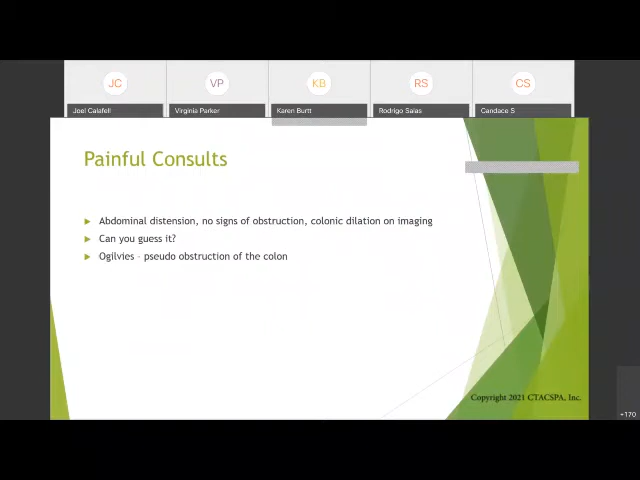 JC
VP
KB
RS
CS
Joel Calafell
Virginia Parker
Karen Burtt
Rodrigo Salas
Candace S
Painful Consults
Abdominal distension, no signs of obstruction, colonic dilation on imaging
Can you guess it?
Ogilvies – pseudo obstruction of the colon
Copyright 2021 CTACSPA, Inc.
+170